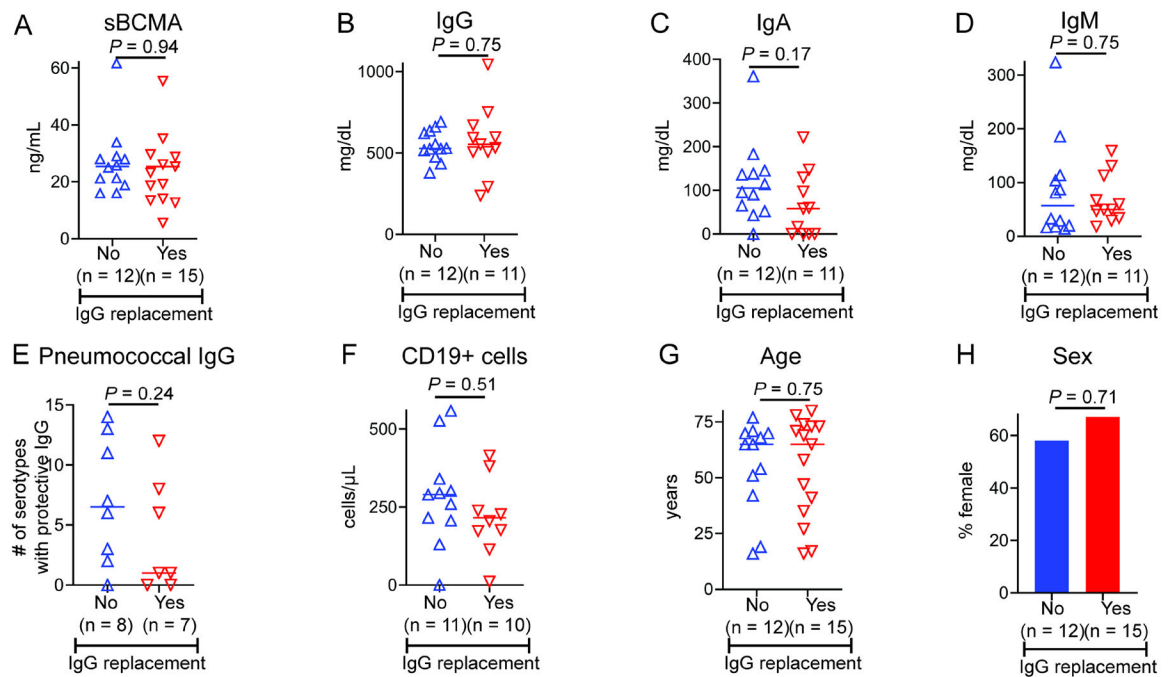 A sBCMA
P = 0.94
60
40
20
0
ng/mL
No Yes
(n = 12)(n = 15)
IgG replacement
B IgG
P = 0.75
1000
500
0
mg/dL
No Yes
(n = 12)(n = 11)
IgG replacement
C IgA
P = 0.17
400
300
200
100
0
mg/dL
No Yes
(n = 12)(n = 11)
IgG replacement
D IgM
P = 0.75
300
200
100
0
mg/dL
No Yes
(n = 12)(n = 11)
IgG replacement
E Pneumococcal IgG
P = 0.24
15
10
5
0
# of serotypes
with protective IgG
No Yes
(n = 8) (n = 7)
IgG replacement
F CD19+ cells
P = 0.51
500
250
0
cells/µL
No Yes
(n = 11)(n = 10)
IgG replacement
G Age
P = 0.75
75
50
25
0
years
No Yes
(n = 12)(n = 15)
IgG replacement
H Sex
P = 0.71
60
40
20
0
% female
No Yes
(n = 12)(n = 15)
IgG replacement